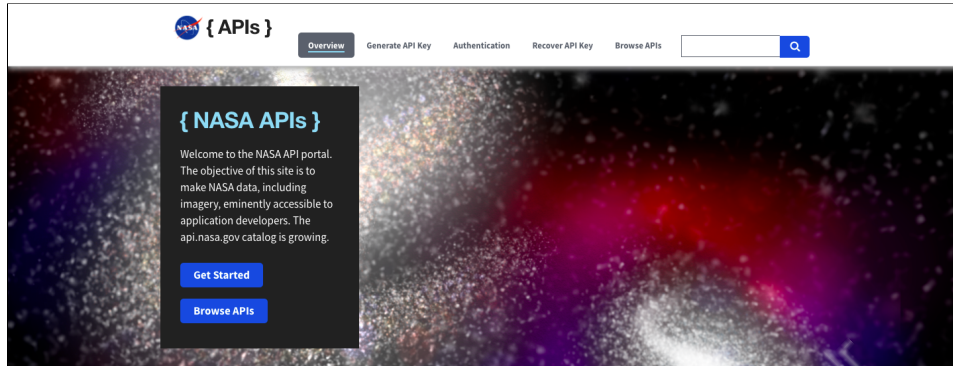 NASA { APIs }
Overview Generate API Key Authentication Recover API Key Browse APIs
{ NASA APIs }
Welcome to the NASA API portal.
The objective of this site is to
make NASA data, including
imagery, eminently accessible to
application developers. The
api.nasa.gov catalog is growing.
Get Started
Browse APIs